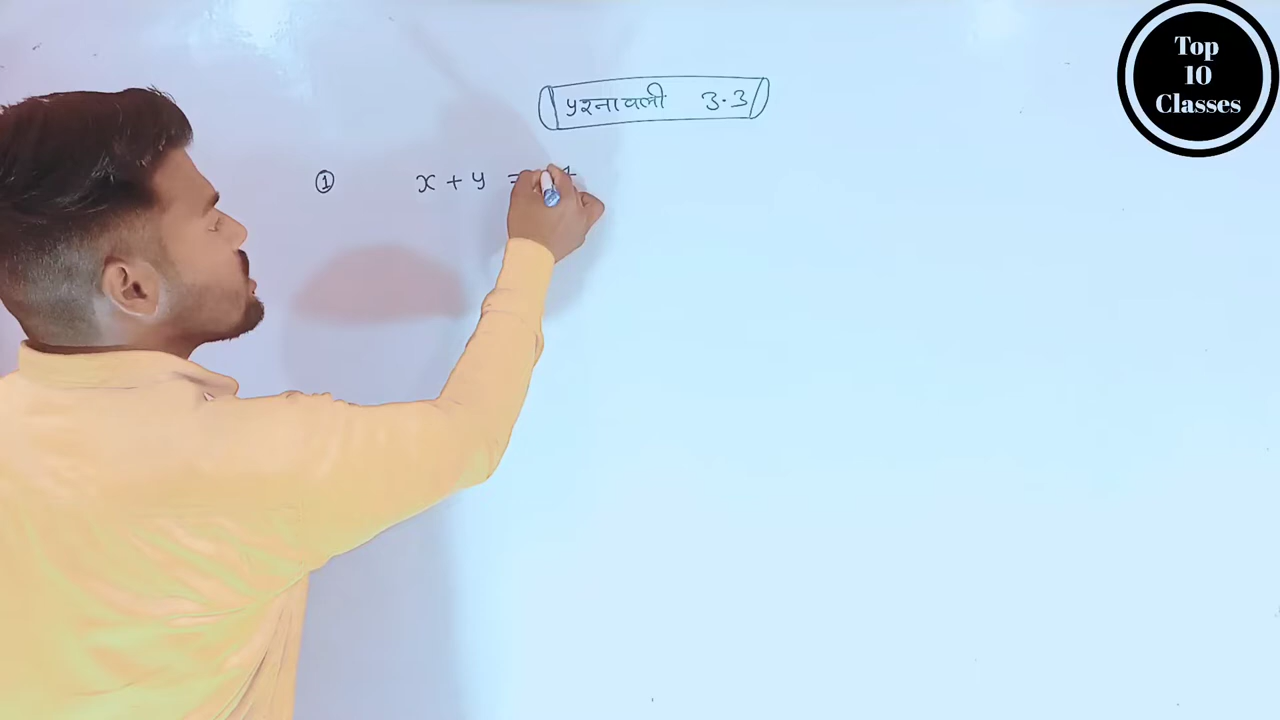 Top
10
Classes
प्रश्नावली 3.3
① x + y =